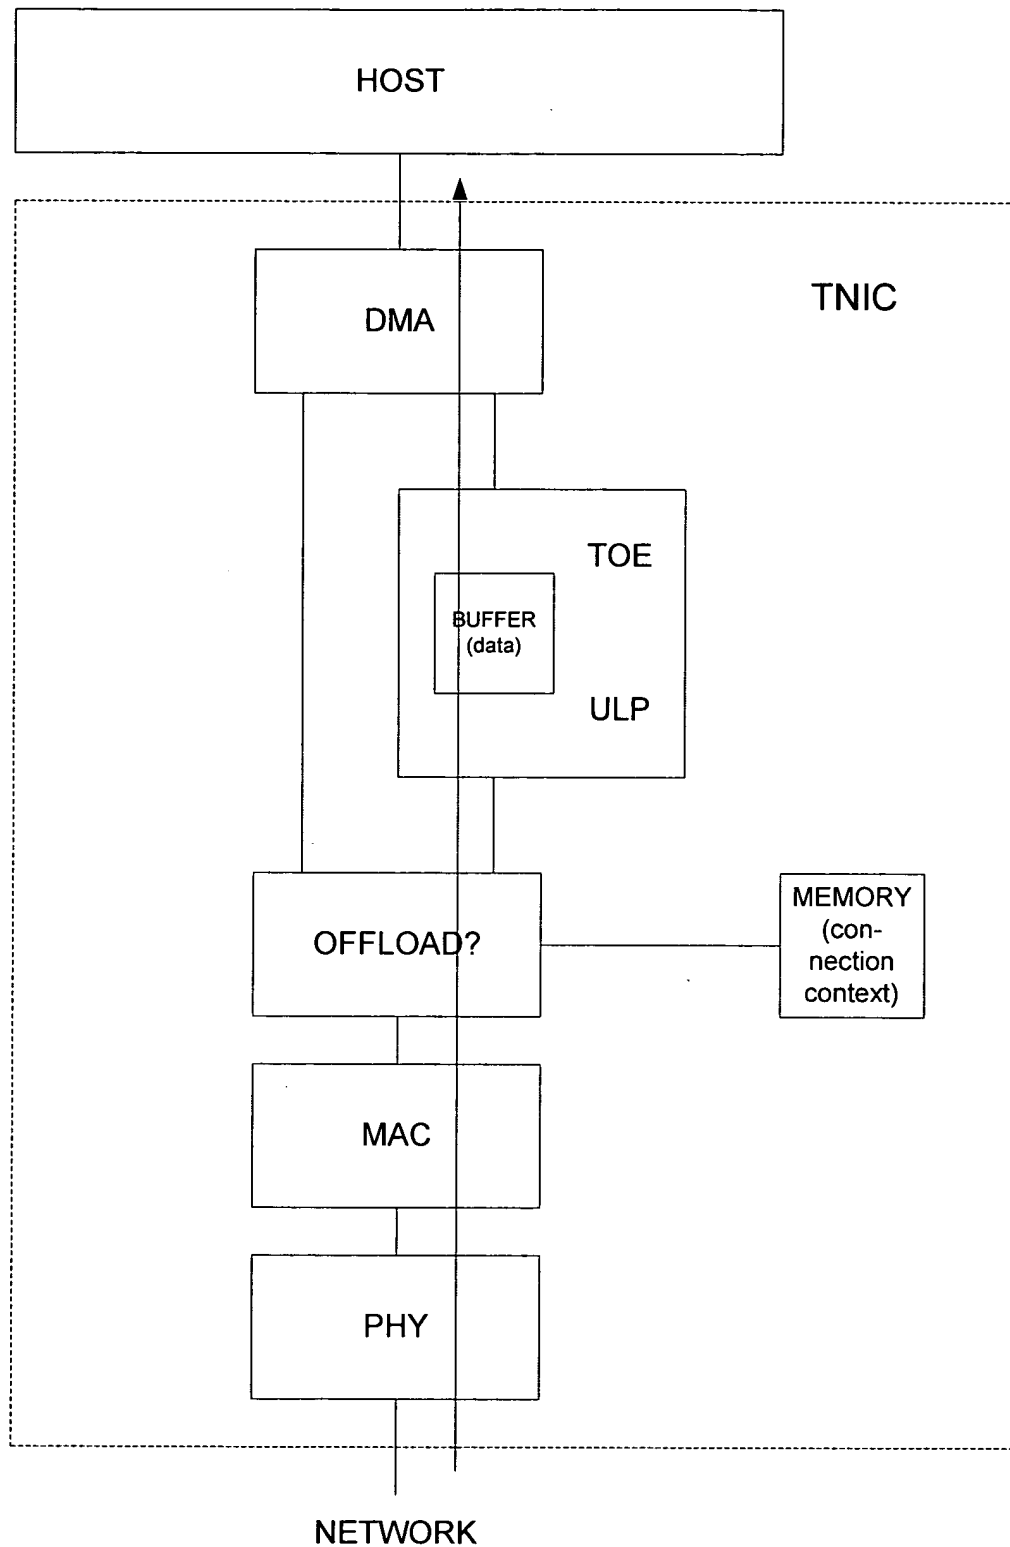 HOST
TNIC
DMA
TOE
BUFFER
(data)
ULP
OFFLOAD?
MEMORY
(con-
nection
context)
MAC
PHY
NETWORK